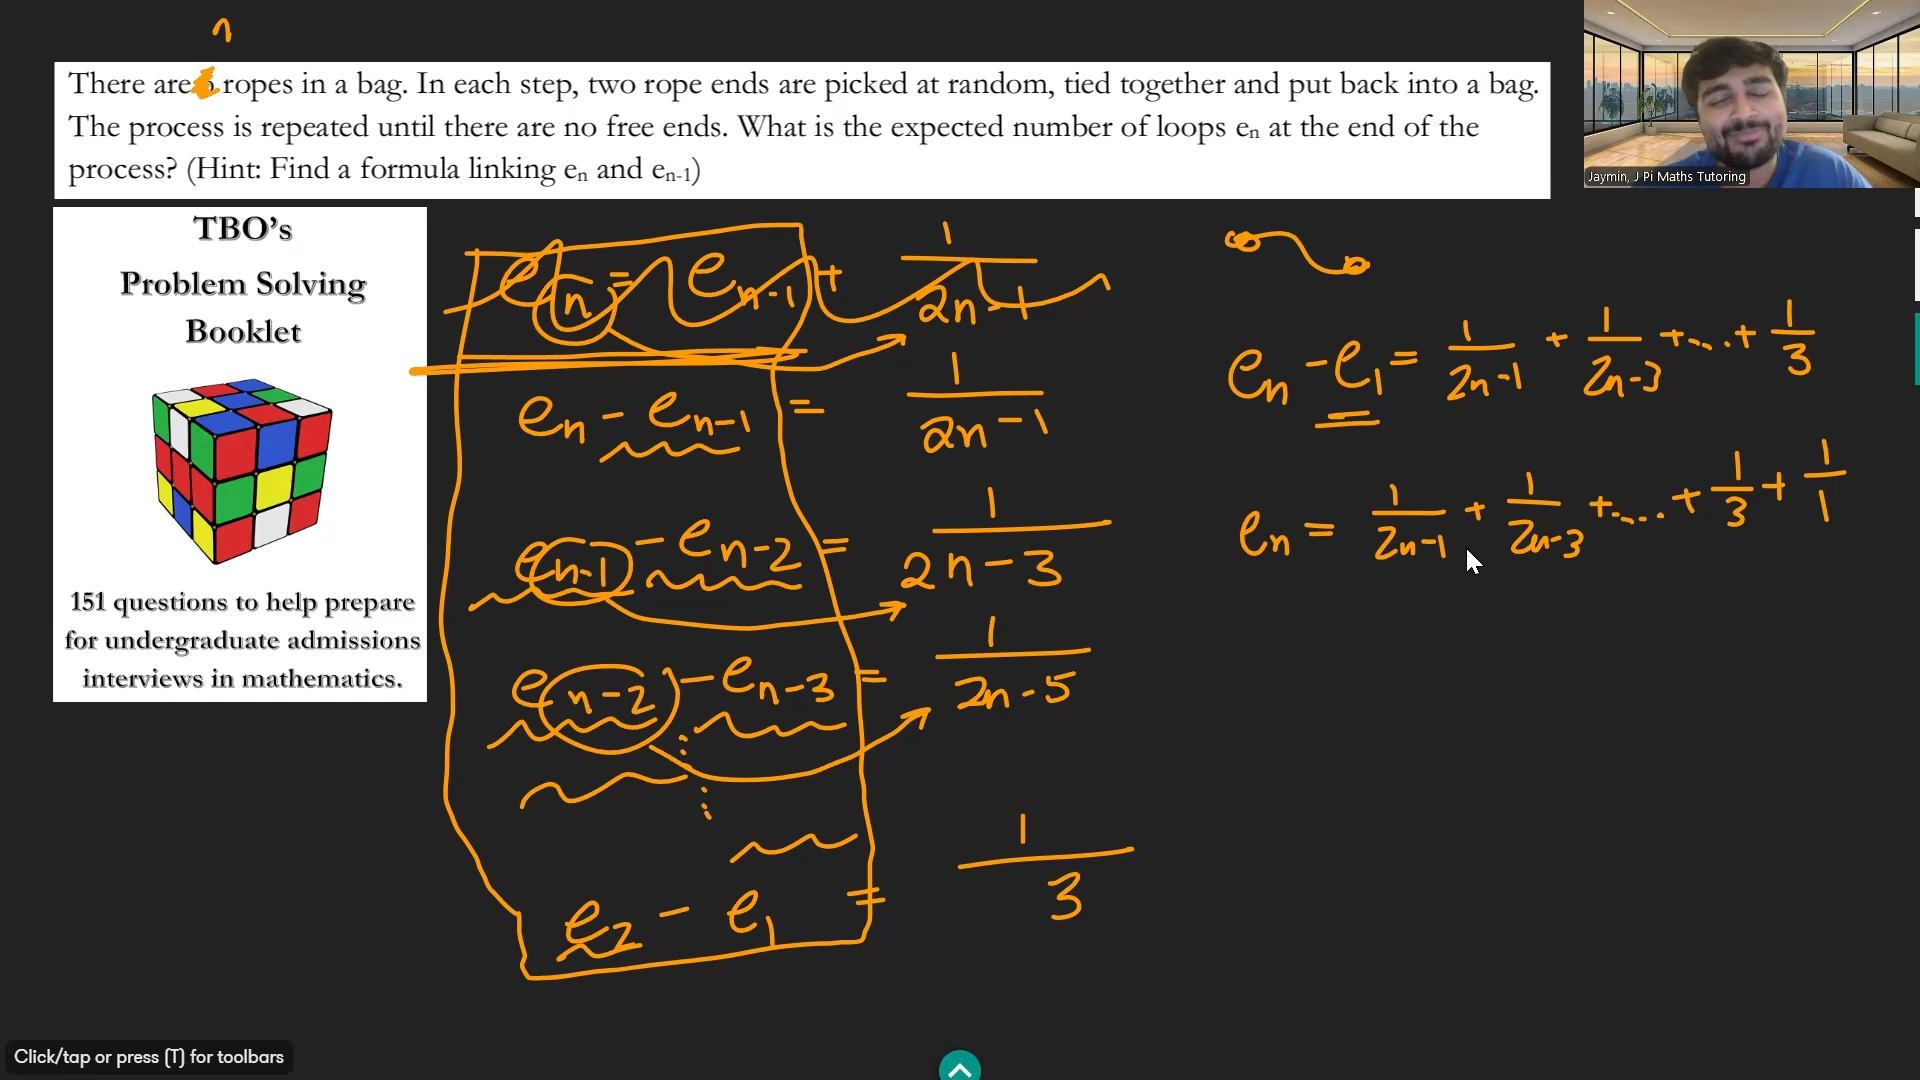 n
There are ropes in a bag. In each step, two rope ends are picked at random, tied together and put back into a bag.
The process is repeated until there are no free ends. What is the expected number of loops eₙ at the end of the
process? (Hint: Find a formula linking eₙ and eₙ₋₁)
Jaymin, J Pi Maths Tutoring
TBO's
Problem Solving
Booklet
151 questions to help prepare
for undergraduate admissions
interviews in mathematics.
eₙ = eₙ₋₁ + 1/(2n-1)
eₙ - eₙ₋₁ = 1/(2n-1)
eₙ₋₁ - eₙ₋₂ = 1/(2n-3)
eₙ₋₂ - eₙ₋₃ = 1/(2n-5)
⋮
e₂ - e₁ = 1/3
eₙ - e₁ = 1/(2n-1) + 1/(2n-3) + ... + 1/3
eₙ = 1/(2n-1) + 1/(2n-3) + .... + 1/3 + 1/1
Click/tap or press (T) for toolbars